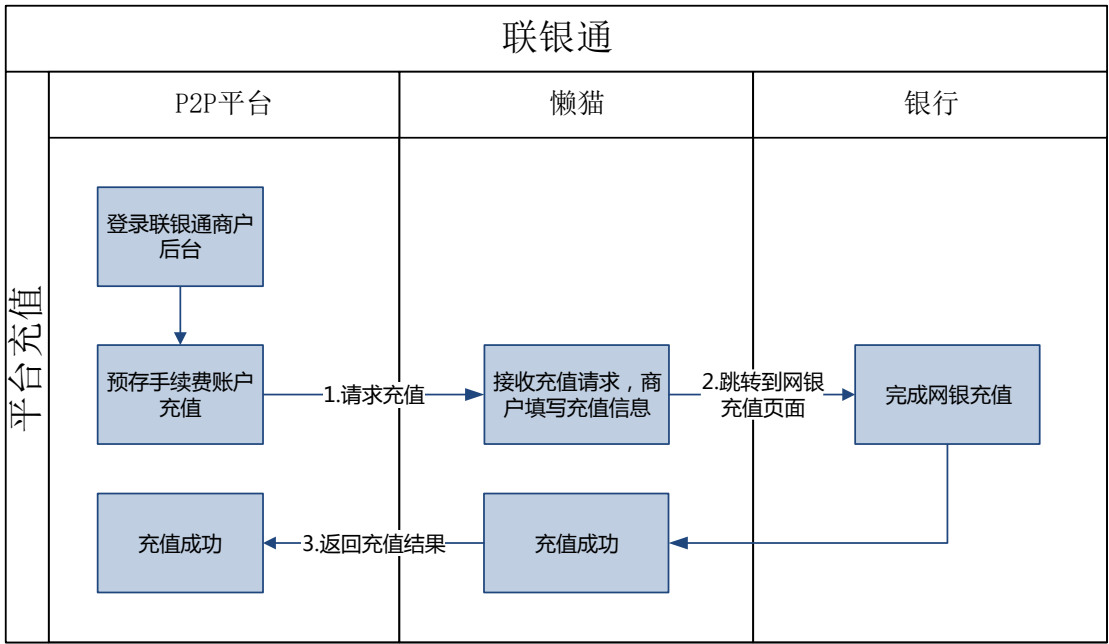 联银通
P2P平台
懒猫
银行
平台充值
登录联银通商户
后台
预存手续费账户
充值
1.请求充值
接收充值请求，商
户填写充值信息
2.跳转到网银
充值页面
完成网银充值
充值成功
3.返回充值结果
充值成功